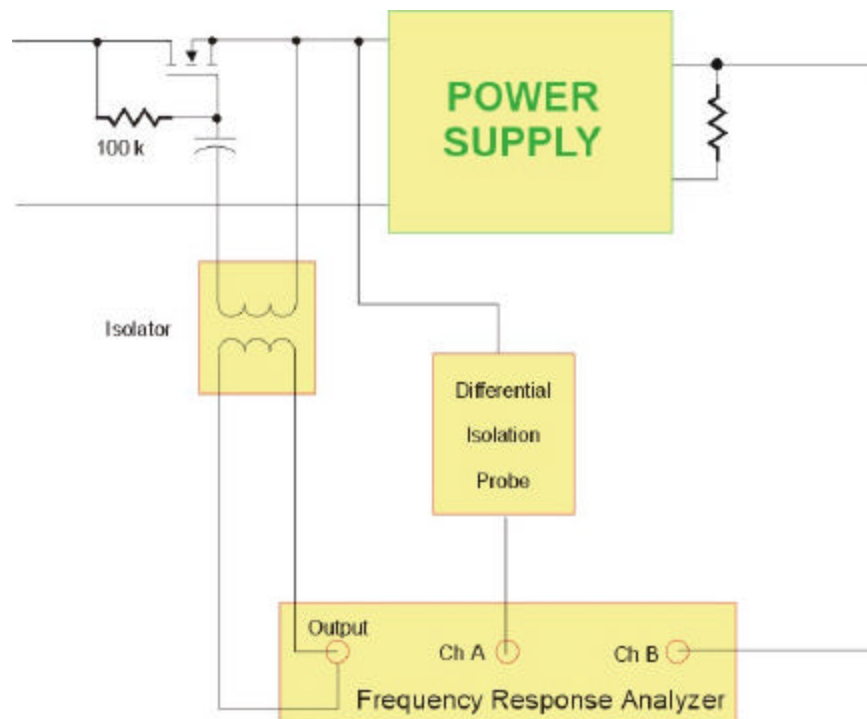 POWER
SUPPLY
100 k
Isolator
Differential
Isolation
Probe
Output
Ch A
Ch B
Frequency Response Analyzer